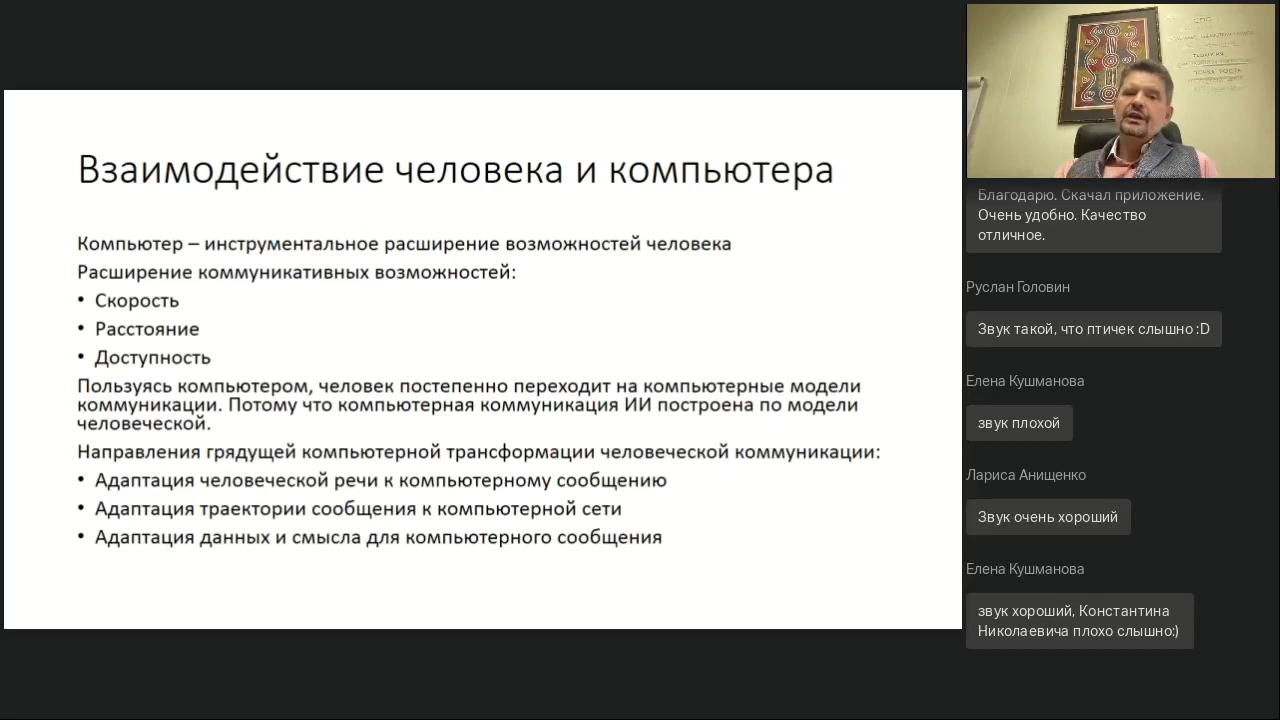 Взаимодействие человека и компьютера
Компьютер – инструментальное расширение возможностей человека
Расширение коммуникативных возможностей:
• Скорость
• Расстояние
• Доступность
Пользуясь компьютером, человек постепенно переходит на компьютерные модели
коммуникации. Потому что компьютерная коммуникация ИИ построена по модели
человеческой.
Направления грядущей компьютерной трансформации человеческой коммуникации:
• Адаптация человеческой речи к компьютерному сообщению
• Адаптация траектории сообщения к компьютерной сети
• Адаптация данных и смысла для компьютерного сообщения
Благодарю. Скачал приложение.
Очень удобно. Качество
отличное.
Руслан Головин
Звук такой, что птичек слышно :D
Елена Кушманова
звук плохой
Лариса Анищенко
Звук очень хороший
Елена Кушманова
звук хороший, Константина
Николаевича плохо слышно:)